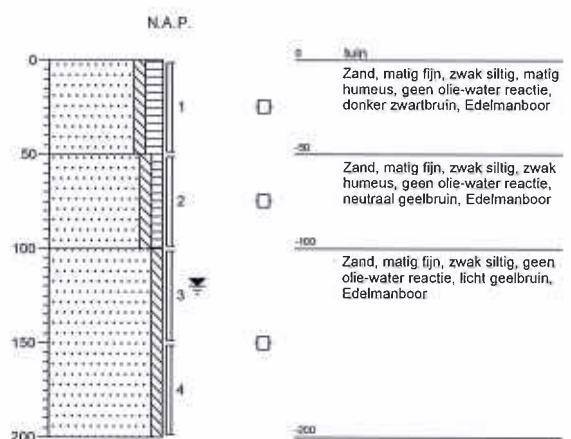 N.A.P.
0
0 tuin
Zand, matig fijn, zwak siltig, matig
humeus, geen olie-water reactie,
donker zwartbruin, Edelmanboor
1
50
-50
Zand, matig fijn, zwak siltig, zwak
humeus, geen olie-water reactie,
neutraal geelbruin, Edelmanboor
2
100
-100
Zand, matig fijn, zwak siltig, geen
olie-water reactie, licht geelbruin,
Edelmanboor
3
150
4
200
-200